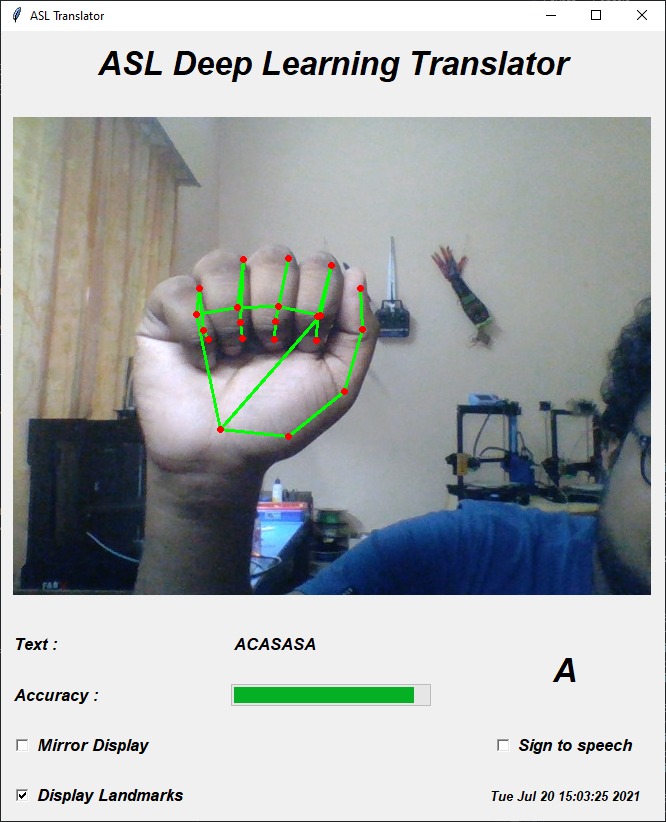 ASL Translator
ASL Deep Learning Translator
Text : ACASASA
A
Accuracy :
Mirror Display
Sign to speech
Display Landmarks
Tue Jul 20 15:03:25 2021